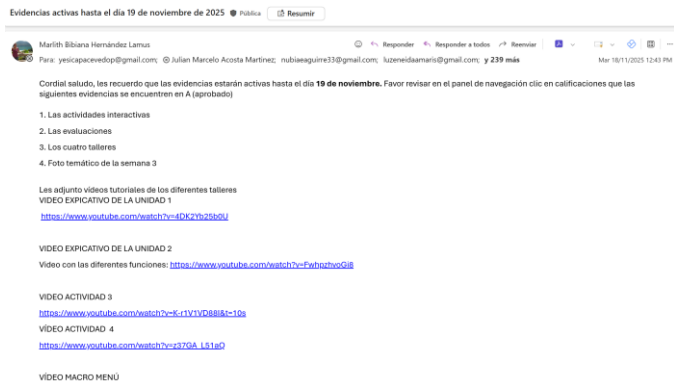 Evidencias activas hasta el día 19 de noviembre de 2025 Pública Resumir
Marlith Bibiana Hernández Lamus Responder Responder a todos Reenviar
Para: yesicapacevedop@gmail.com; Julian Marcelo Acosta Martinez; nubiaeaguirre33@gmail.com; luzeneidaamaris@gmail.com; y 239 más Mar 18/11/2025 12:43 PM
Cordial saludo, les recuerdo que las evidencias estarán activas hasta el día 19 de noviembre. Favor revisar en el panel de navegación clic en calificaciones que las
siguientes evidencias se encuentren en A (aprobado)
1. Las actividades interactivas
2. Las evaluaciones
3. Los cuatro talleres
4. Foto temático de la semana 3
Les adjunto videos tutoriales de los diferentes talleres
VIDEO EXPICATIVO DE LA UNIDAD 1
https://www.youtube.com/watch?v=4DK2Yb25b0U
VIDEO EXPICATIVO DE LA UNIDAD 2
Video con las diferentes funciones: https://www.youtube.com/watch?v=FwhpzhvoGi8
VIDEO ACTIVIDAD 3
https://www.youtube.com/watch?v=K-r1V1VD88I&t=10s
VÍDEO ACTIVIDAD 4
https://www.youtube.com/watch?v=z37GA_L51aQ
VÍDEO MACRO MENÚ